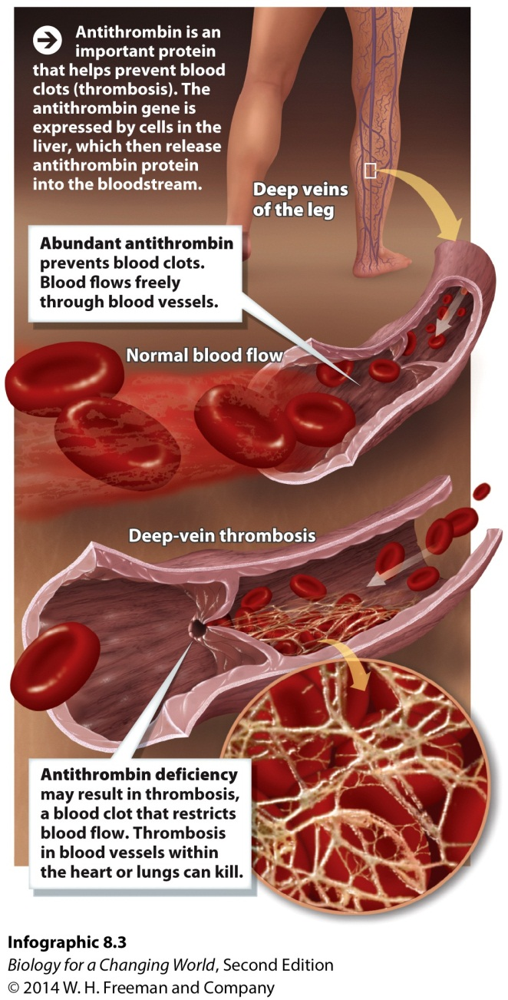 Antithrombin is an
important protein
that helps prevent blood
clots (thrombosis). The
antithrombin gene is
expressed by cells in the
liver, which then release
antithrombin protein
into the bloodstream.
Deep veins
of the leg
Abundant antithrombin
prevents blood clots.
Blood flows freely
through blood vessels.
Normal blood flow
Deep-vein thrombosis
Antithrombin deficiency
may result in thrombosis,
a blood clot that restricts
blood flow. Thrombosis
in blood vessels within
the heart or lungs can kill.
Infographic 8.3
Biology for a Changing World, Second Edition
© 2014 W. H. Freeman and Company